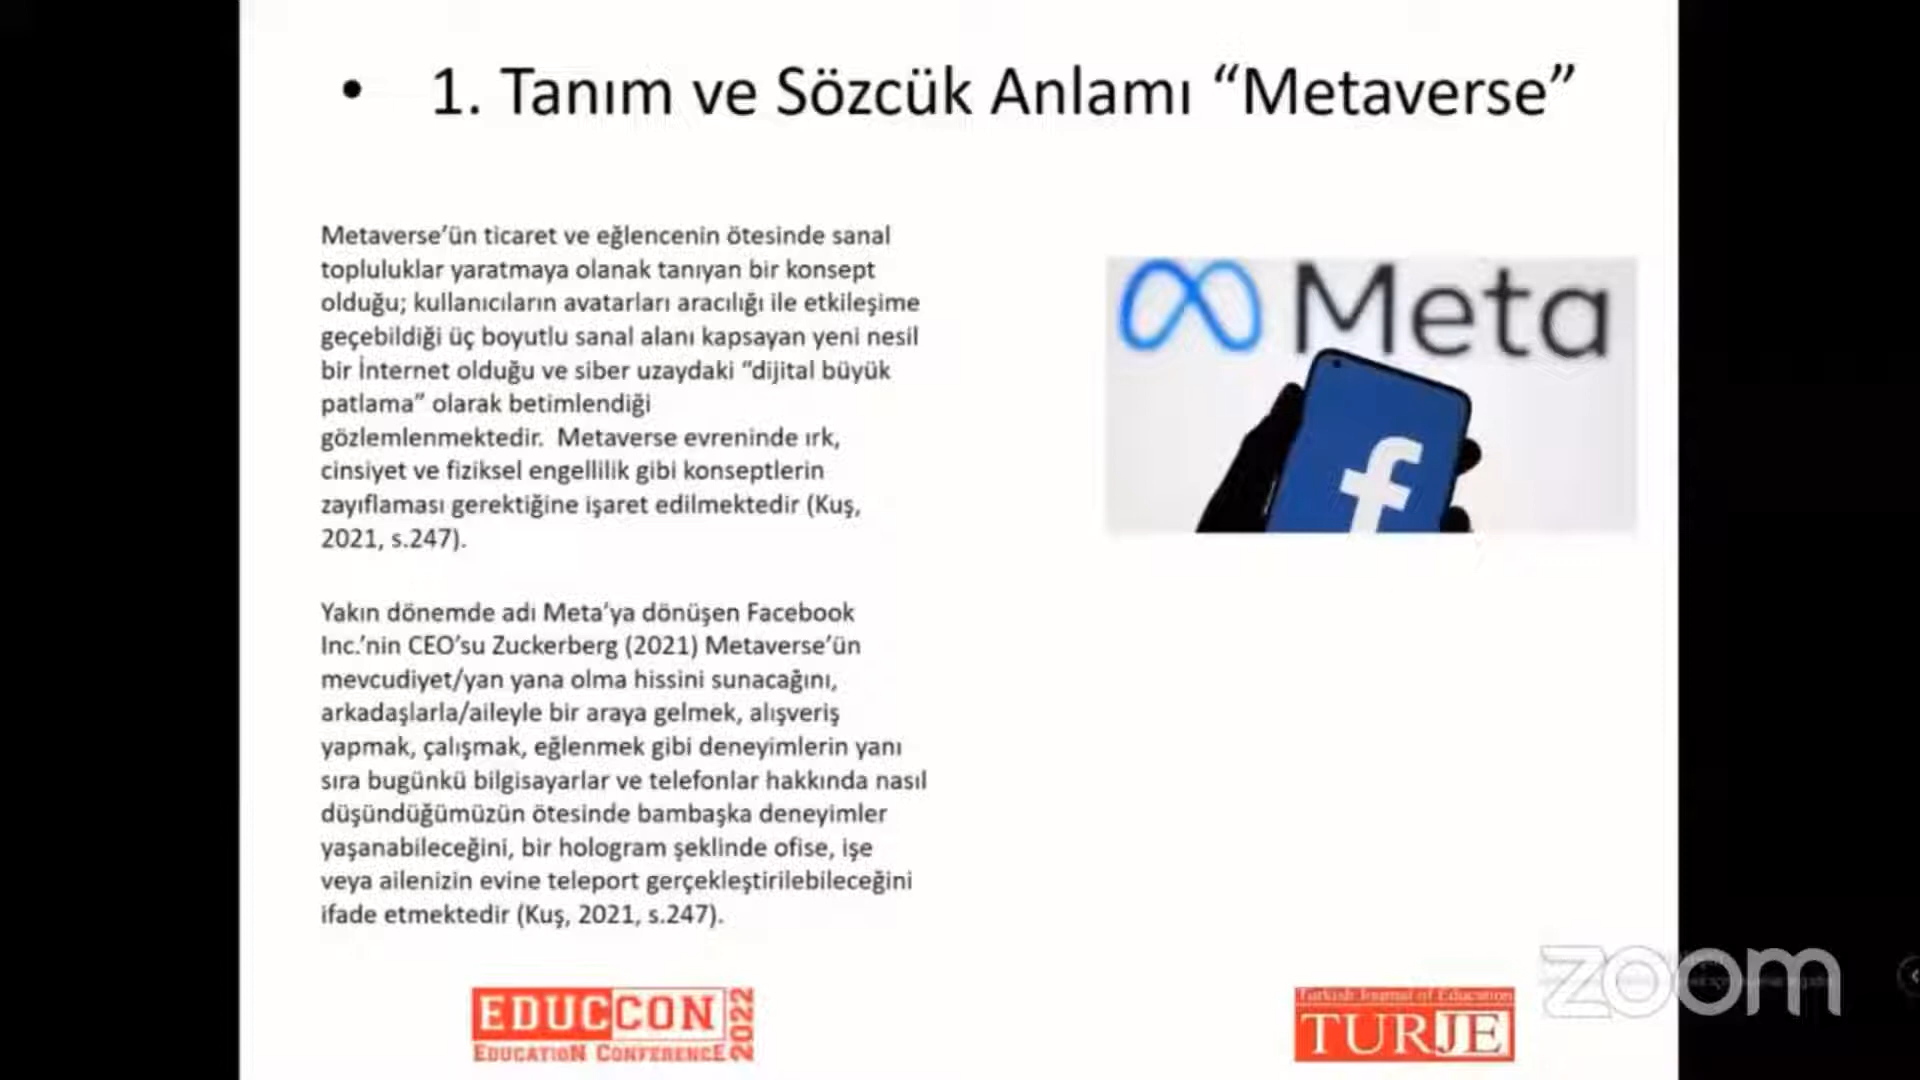 • 1. Tanım ve Sözcük Anlamı “Metaverse”
Metaverse’ün ticaret ve eğlencenin ötesinde sanal
topluluklar yaratmaya olanak tanıyan bir konsept
olduğu; kullanıcıların avatarları aracılığı ile etkileşime
geçebildiği üç boyutlu sanal alanı kapsayan yeni nesil
bir İnternet olduğu ve siber uzaydaki “dijital büyük
patlama” olarak betimlendiği
gözlemlenmektedir. Metaverse evreninde ırk,
cinsiyet ve fiziksel engellilik gibi konseptlerin
zayıflaması gerektiğine işaret edilmektedir (Kuş,
2021, s.247).
Yakın dönemde adı Meta’ya dönüşen Facebook
Inc.’nin CEO’su Zuckerberg (2021) Metaverse’ün
mevcudiyet/yan yana olma hissini sunacağını,
arkadaşlarla/aileyle bir araya gelmek, alışveriş
yapmak, çalışmak, eğlenmek gibi deneyimlerin yanı
sıra bugünkü bilgisayarlar ve telefonlar hakkında nasıl
düşündüğümüzün ötesinde bambaşka deneyimler
yaşanabileceğini, bir hologram şeklinde ofise, işe
veya ailenizin evine teleport gerçekleştirilebileceğini
ifade etmektedir (Kuş, 2021, s.247).
Meta
f
EDUCCON 2022
EDUCATION CONFERENCE
Turkish Journal of Education
TURJE
zoom